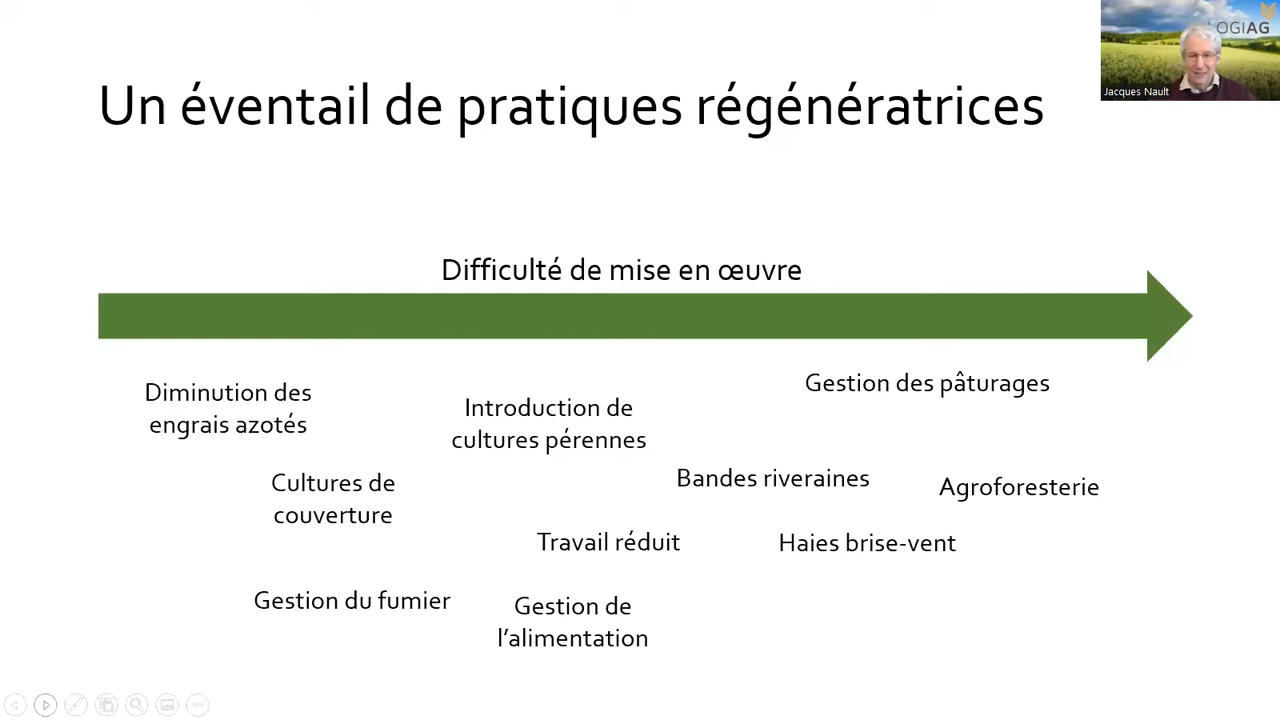 LOGIAG
Jacques Nault
Un éventail de pratiques régénératrices
Difficulté de mise en œuvre
Diminution des
engrais azotés
Introduction de
cultures pérennes
Gestion des pâturages
Cultures de
couverture
Bandes riveraines
Agroforesterie
Travail réduit
Haies brise-vent
Gestion du fumier
Gestion de
l’alimentation